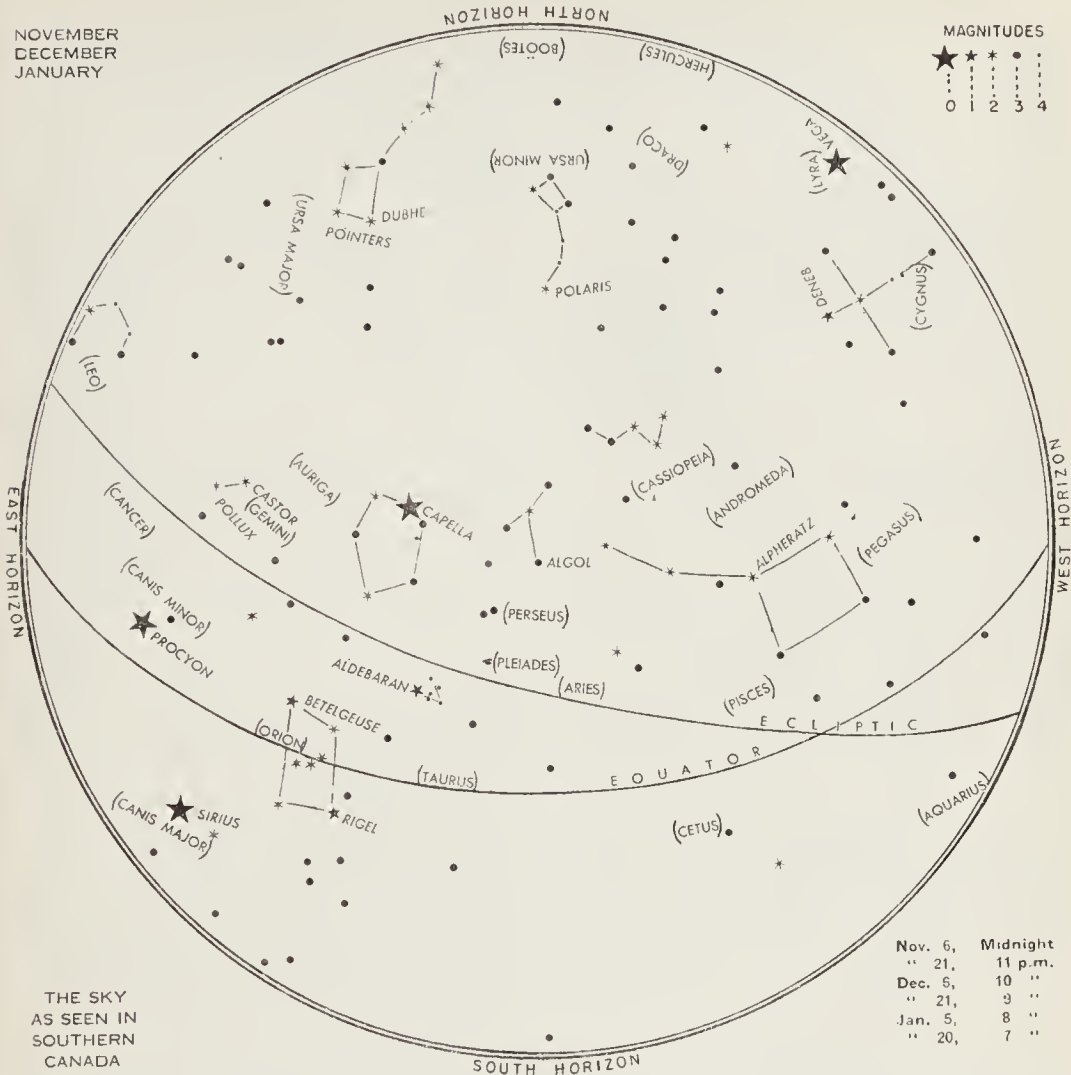 NOVEMBER
DECEMBER
JANUARY
NORTH HORIZON
MAGNITUDES
0 1 2 3 4
(BOÖTES)
(HERCULES)
(DRACO)
(URSA MINOR)
(LYRA) VEGA
(URSA MAJOR)
DUBHE
POINTERS
POLARIS
DENEB
(CYGNUS)
(LEO)
(CASSIOPEIA)
(ANDROMEDA)
WEST HORIZON
EAST HORIZON
(CANCER)
(AURIGA)
CASTOR
(GEMINI)
POLLUX
CAPELLA
ALGOL
ALPHERATZ
(PEGASUS)
(CANIS MINOR)
PROCYON
(PERSEUS)
(PLEIADES)
ALDEBARAN
(ARIES)
(PISCES)
ECLIPTIC
BETELGEUSE
(ORION)
(TAURUS)
EQUATOR
(AQUARIUS)
SIRIUS
(CANIS MAJOR)
RIGEL
(CETUS)
Nov. 6, Midnight
" 21, 11 p.m.
Dec. 6, 10 "
" 21, 9 "
Jan. 5, 8 "
" 20, 7 "
THE SKY
AS SEEN IN
SOUTHERN
CANADA
SOUTH HORIZON